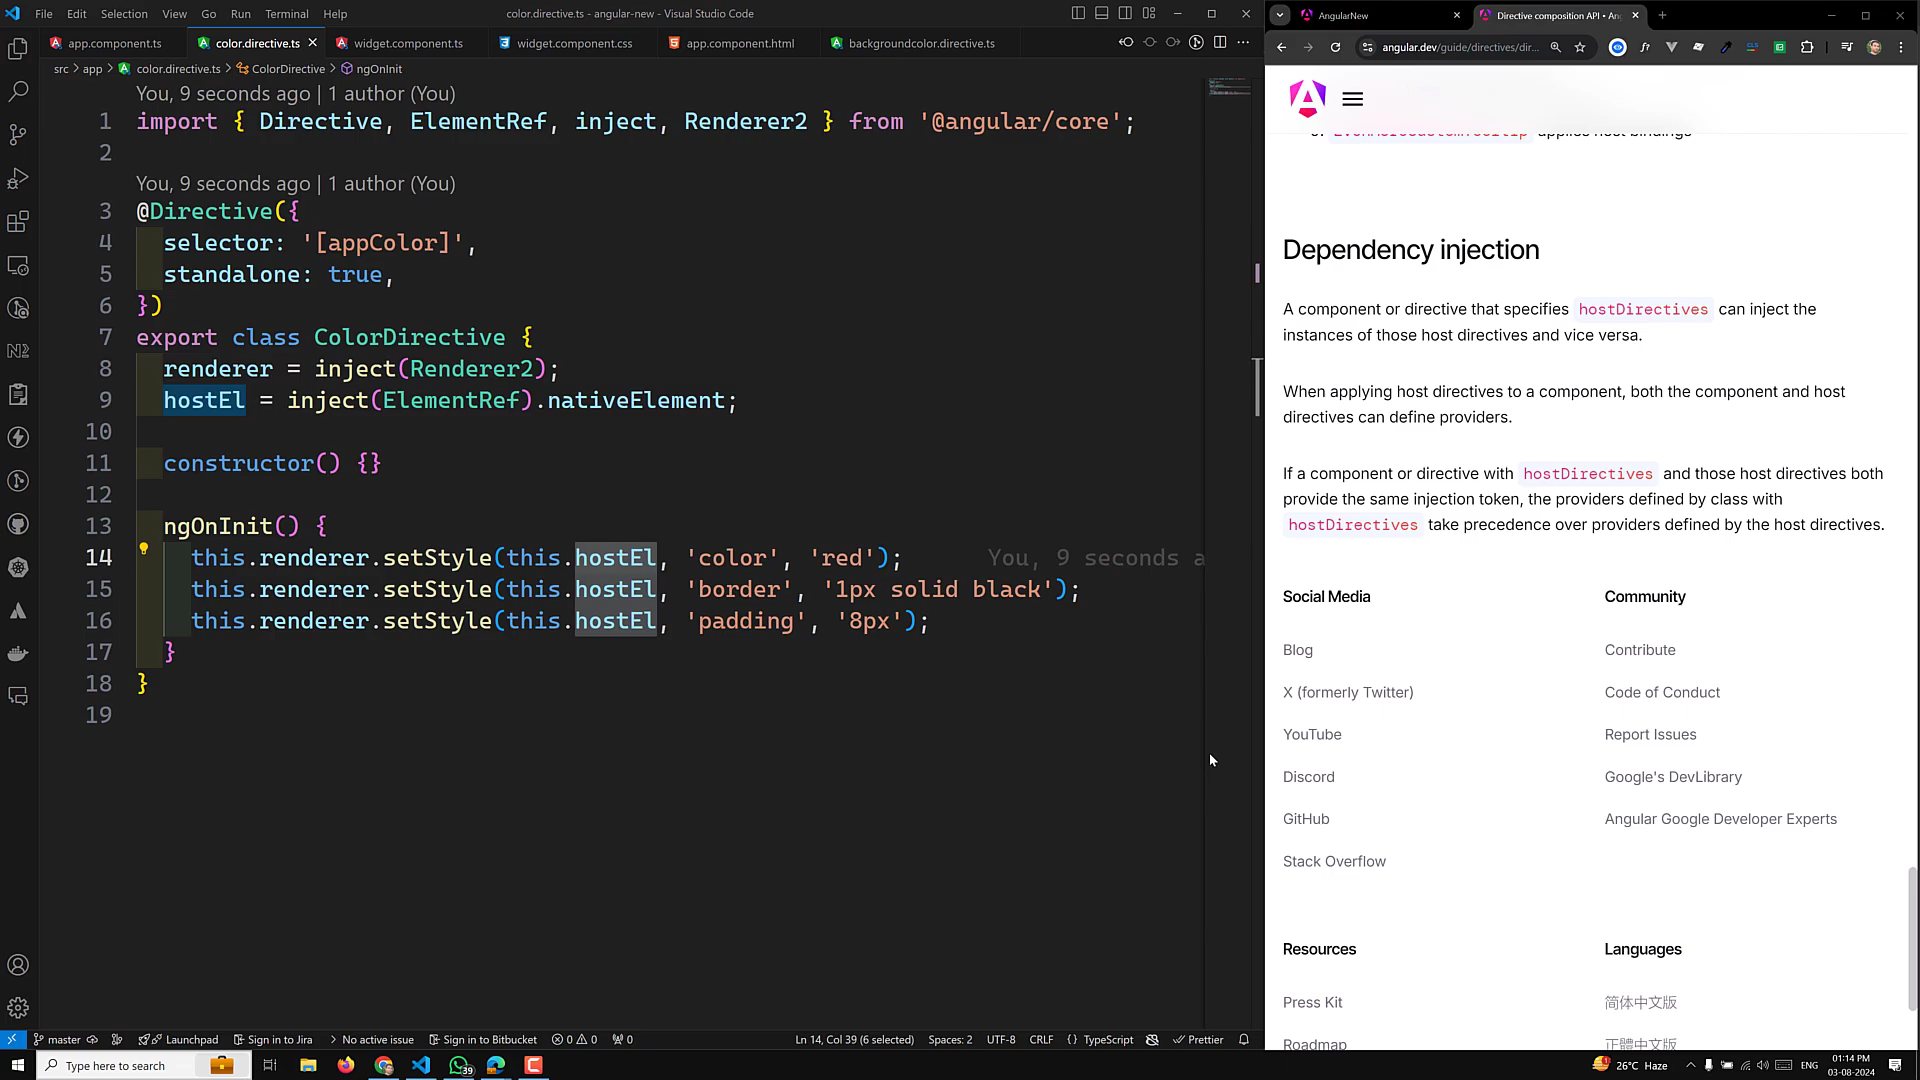 File Edit Selection View Go Run Terminal Help
color.directive.ts - angular-new - Visual Studio Code
app.component.ts color.directive.ts widget.component.ts widget.component.css app.component.html backgroundcolor.directive.ts
src > app > color.directive.ts > ColorDirective > ngOnInit
You, 9 seconds ago | 1 author (You)
1 import { Directive, ElementRef, inject, Renderer2 } from '@angular/core';
2
You, 9 seconds ago | 1 author (You)
3 @Directive({
4 selector: '[appColor]',
5 standalone: true,
6 })
7 export class ColorDirective {
8 renderer = inject(Renderer2);
9 hostEl = inject(ElementRef).nativeElement;
10
11 constructor() {}
12
13 ngOnInit() {
14 this.renderer.setStyle(this.hostEl, 'color', 'red'); You, 9 seconds a
15 this.renderer.setStyle(this.hostEl, 'border', '1px solid black');
16 this.renderer.setStyle(this.hostEl, 'padding', '8px');
17 }
18 }
19
master Launchpad Sign in to Jira No active issue Sign in to Bitbucket 0 0 0 Ln 14, Col 39 (6 selected) Spaces: 2 UTF-8 CRLF {} TypeScript Prettier
AngularNew Directive composition API • An
angular.dev/guide/directives/dir...
applies host bindings
Dependency injection
A component or directive that specifies hostDirectives can inject the
instances of those host directives and vice versa.
When applying host directives to a component, both the component and host
directives can define providers.
If a component or directive with hostDirectives and those host directives both
provide the same injection token, the providers defined by class with
hostDirectives take precedence over providers defined by the host directives.
Social Media Community
Blog Contribute
X (formerly Twitter) Code of Conduct
YouTube Report Issues
Discord Google's DevLibrary
GitHub Angular Google Developer Experts
Stack Overflow
Resources Languages
Press Kit 简体中文版
Roadmap 正體中文版
Type here to search
39
26°C Haze ENG 01:14 PM
03-08-2024